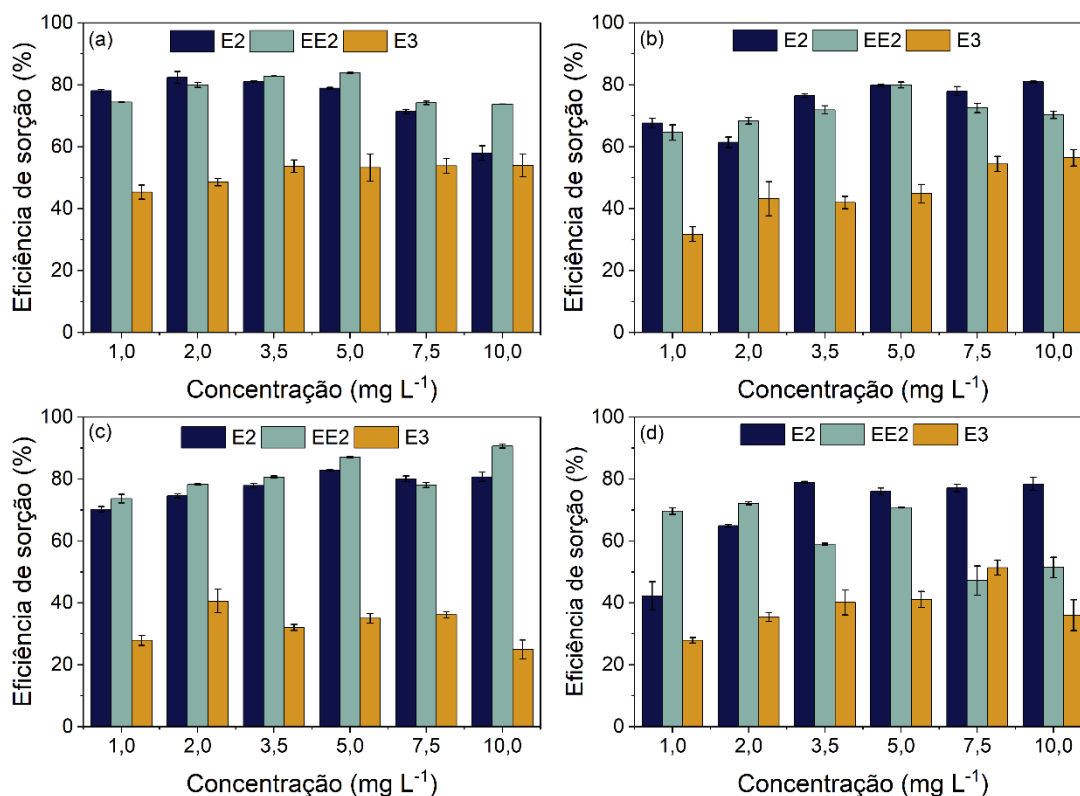 (a) E2 EE2 E3
Eficiência de sorção (%)
100
80
60
40
20
0
1,0 2,0 3,5 5,0 7,5 10,0
Concentração (mg L⁻¹)
(b) E2 EE2 E3
Eficiência de sorção (%)
100
80
60
40
20
0
1,0 2,0 3,5 5,0 7,5 10,0
Concentração (mg L⁻¹)
(c) E2 EE2 E3
Eficiência de sorção (%)
100
80
60
40
20
0
1,0 2,0 3,5 5,0 7,5 10,0
Concentração (mg L⁻¹)
(d) E2 EE2 E3
Eficiência de sorção (%)
100
80
60
40
20
0
1,0 2,0 3,5 5,0 7,5 10,0
Concentração (mg L⁻¹)